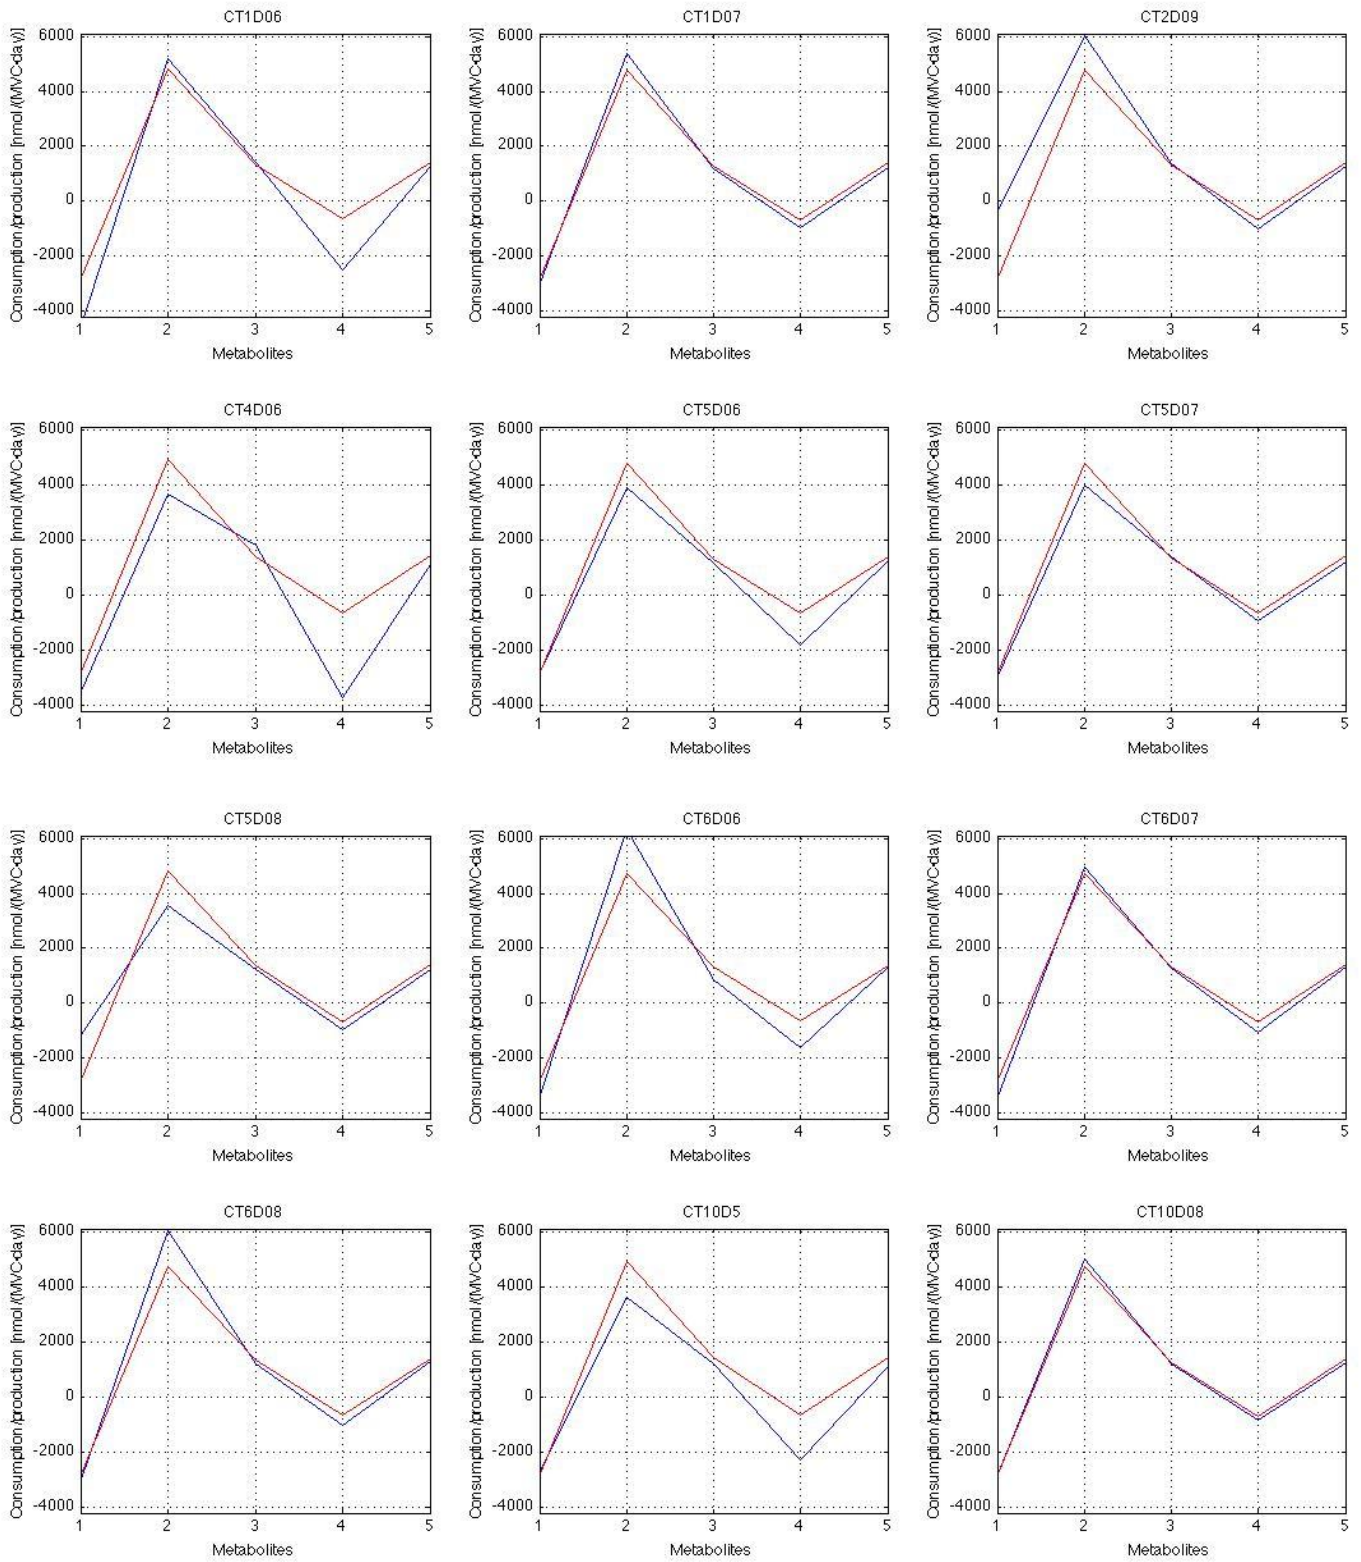 CT1D06
CT1D07
CT2D09
Consumption/production [nmol/(MVC·day)]
6000
4000
2000
0
-2000
-4000
1 2 3 4 5
Metabolites
Consumption/production [nmol/(MVC·day)]
6000
4000
2000
0
-2000
-4000
1 2 3 4 5
Metabolites
Consumption/production [nmol/(MVC·day)]
6000
4000
2000
0
-2000
-4000
1 2 3 4 5
Metabolites
CT4D06
CT5D06
CT5D07
Consumption/production [nmol/(MVC·day)]
6000
4000
2000
0
-2000
-4000
1 2 3 4 5
Metabolites
Consumption/production [nmol/(MVC·day)]
6000
4000
2000
0
-2000
-4000
1 2 3 4 5
Metabolites
Consumption/production [nmol/(MVC·day)]
6000
4000
2000
0
-2000
-4000
1 2 3 4 5
Metabolites
CT5D08
CT6D06
CT6D07
Consumption/production [nmol/(MVC·day)]
6000
4000
2000
0
-2000
-4000
1 2 3 4 5
Metabolites
Consumption/production [nmol/(MVC·day)]
6000
4000
2000
0
-2000
-4000
1 2 3 4 5
Metabolites
Consumption/production [nmol/(MVC·day)]
6000
4000
2000
0
-2000
-4000
1 2 3 4 5
Metabolites
CT6D08
CT10D5
CT10D08
Consumption/production [nmol/(MVC·day)]
6000
4000
2000
0
-2000
-4000
1 2 3 4 5
Metabolites
Consumption/production [nmol/(MVC·day)]
6000
4000
2000
0
-2000
-4000
1 2 3 4 5
Metabolites
Consumption/production [nmol/(MVC·day)]
6000
4000
2000
0
-2000
-4000
1 2 3 4 5
Metabolites